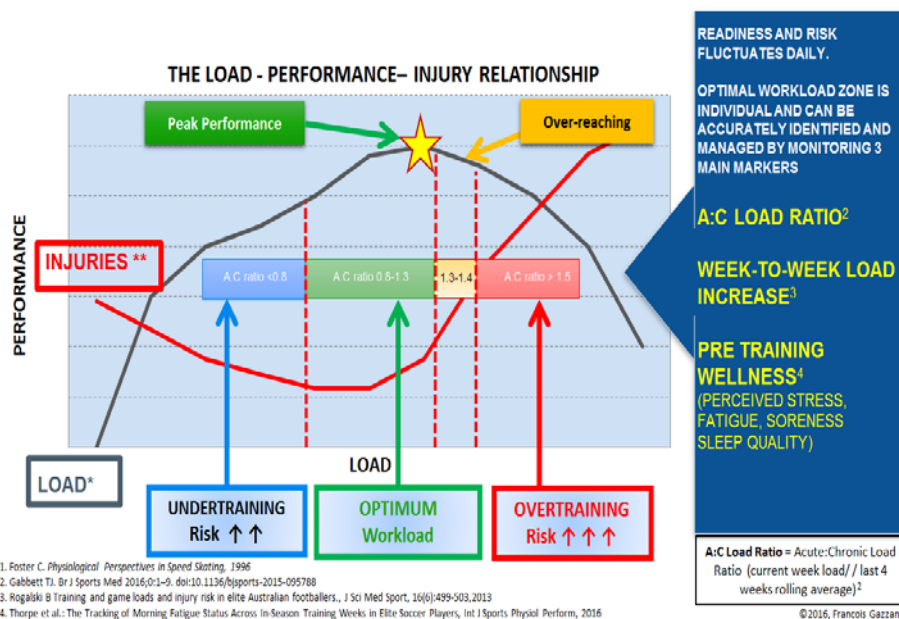 THE LOAD - PERFORMANCE– INJURY RELATIONSHIP
Peak Performance
Over-reaching
PERFORMANCE
INJURIES **
A:C ratio <0.8
A:C ratio 0.8-1.3
1.3-1.4
A:C ratio > 1.5
LOAD
LOAD*
UNDERTRAINING
Risk ↑ ↑
OPTIMUM
Workload
OVERTRAINING
Risk ↑ ↑ ↑
READINESS AND RISK
FLUCTUATES DAILY.
OPTIMAL WORKLOAD ZONE IS
INDIVIDUAL AND CAN BE
ACCURATELY IDENTIFIED AND
MANAGED BY MONITORING 3
MAIN MARKERS
A:C LOAD RATIO²
WEEK-TO-WEEK LOAD
INCREASE³
PRE TRAINING
WELLNESS⁴
(PERCEIVED STRESS,
FATIGUE, SORENESS
SLEEP QUALITY)
A:C Load Ratio = Acute:Chronic Load
Ratio (current week load// last 4
weeks rolling average)²
1. Foster C. Physiological Perspectives in Speed Skating, 1996
2. Gabbett TJ. Br J Sports Med 2016;0:1–9. doi:10.1136/bjsports-2015-095788
3. Rogalski B Training and game loads and injury risk in elite Australian footballers., J Sci Med Sport, 16(6):499-503,2013
4. Thorpe et al.: The Tracking of Morning Fatigue Status Across In-Season Training Weeks in Elite Soccer Players, Int J Sports Physiol Perform, 2016
©2016, Francois Gazzan